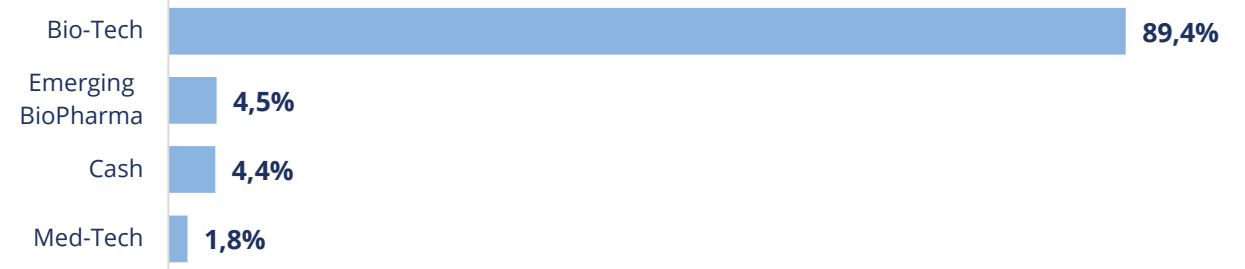 Bio-Tech 89,4%
Emerging
BioPharma 4,5%
Cash 4,4%
Med-Tech 1,8%